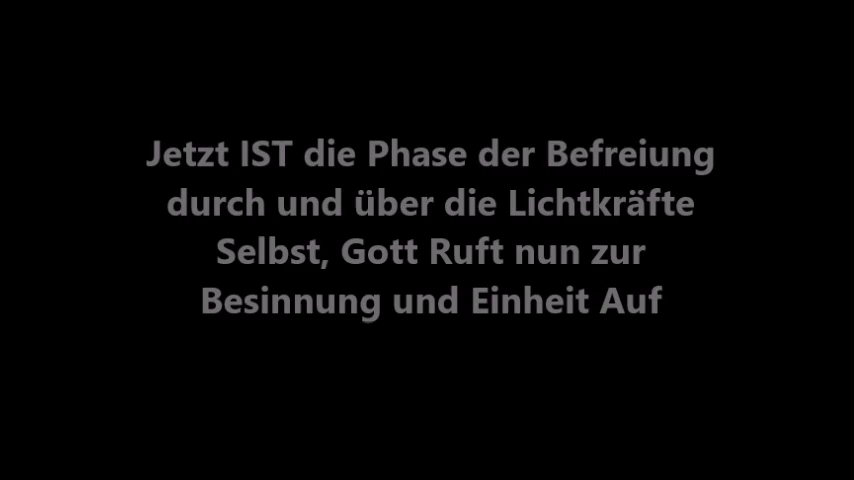 Jetzt IST die Phase der Befreiung
durch und über die Lichtkräfte
Selbst, Gott Ruft nun zur
Besinnung und Einheit Auf